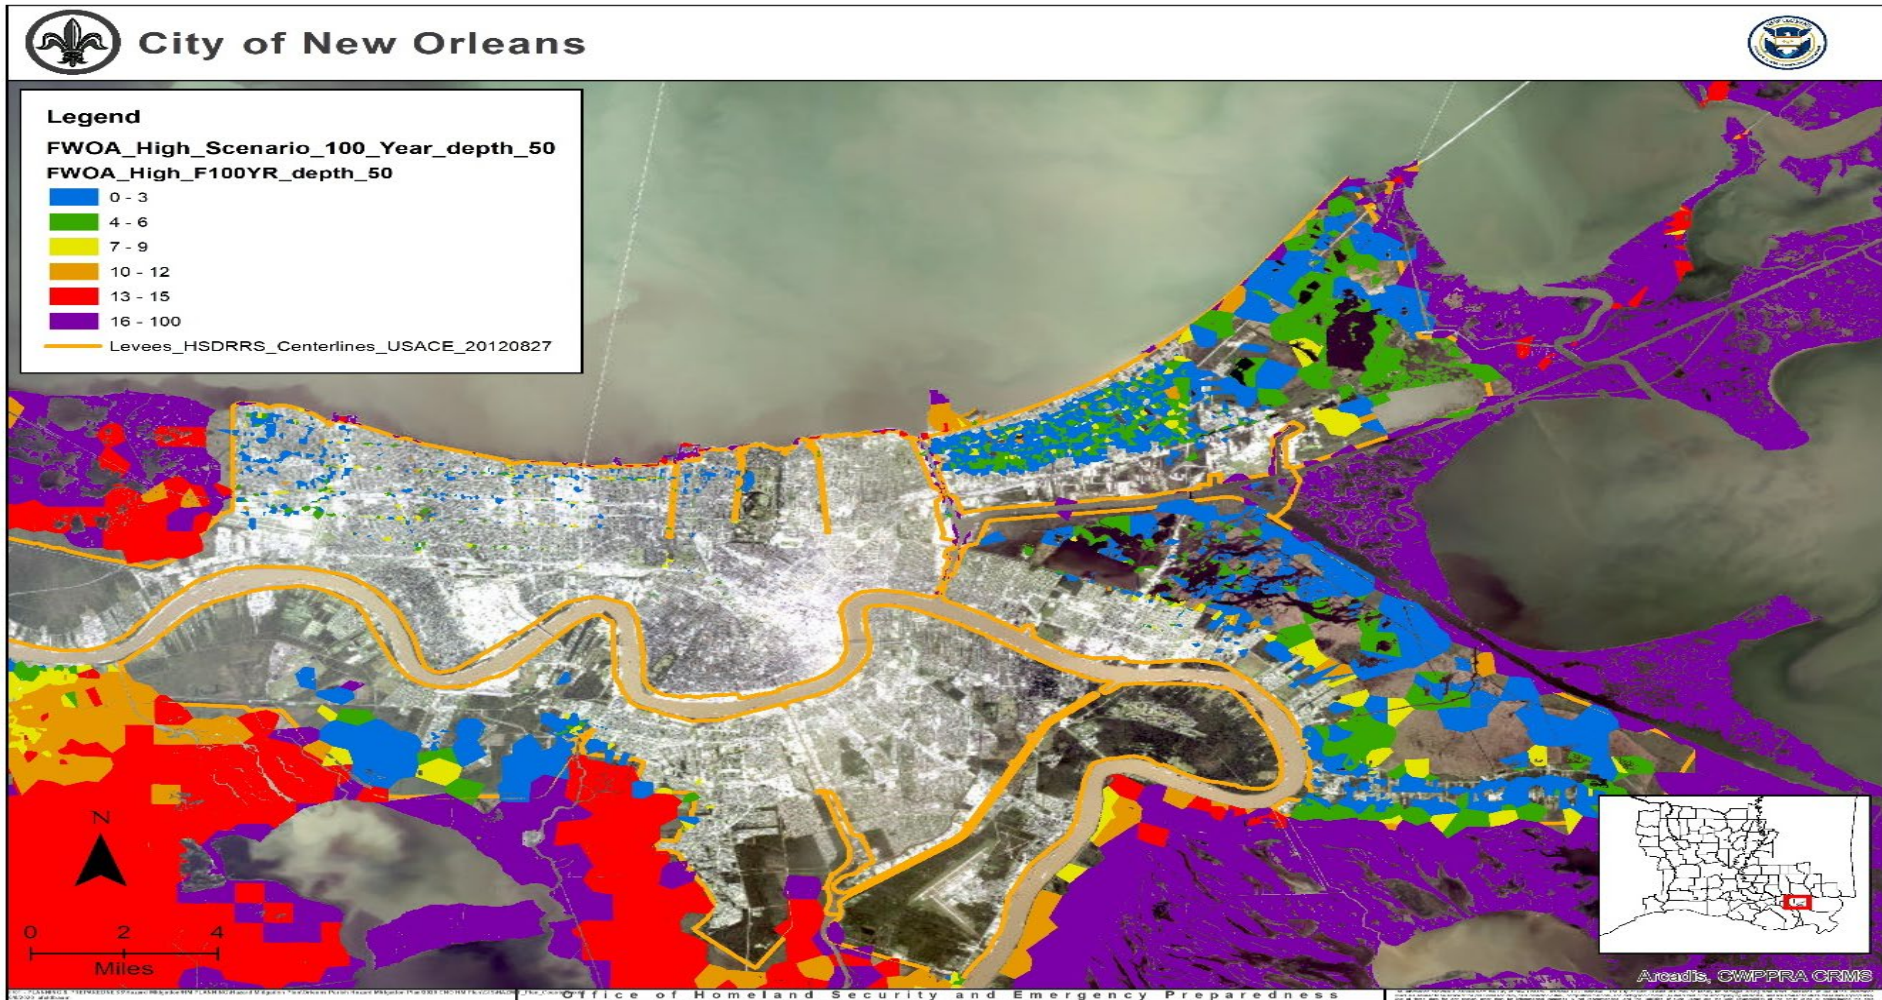 City of New Orleans
Legend
FWOA_High_Scenario_100_Year_depth_50
FWOA_High_F100YR_depth_50
0 - 3
4 - 6
7 - 9
10 - 12
13 - 15
16 - 100
Levees_HSDRRS_Centerlines_USACE_20120827
N
0 2 4
Miles
Arcadis, CWPPRA CRMS
Office of Homeland Security and Emergency Preparedness